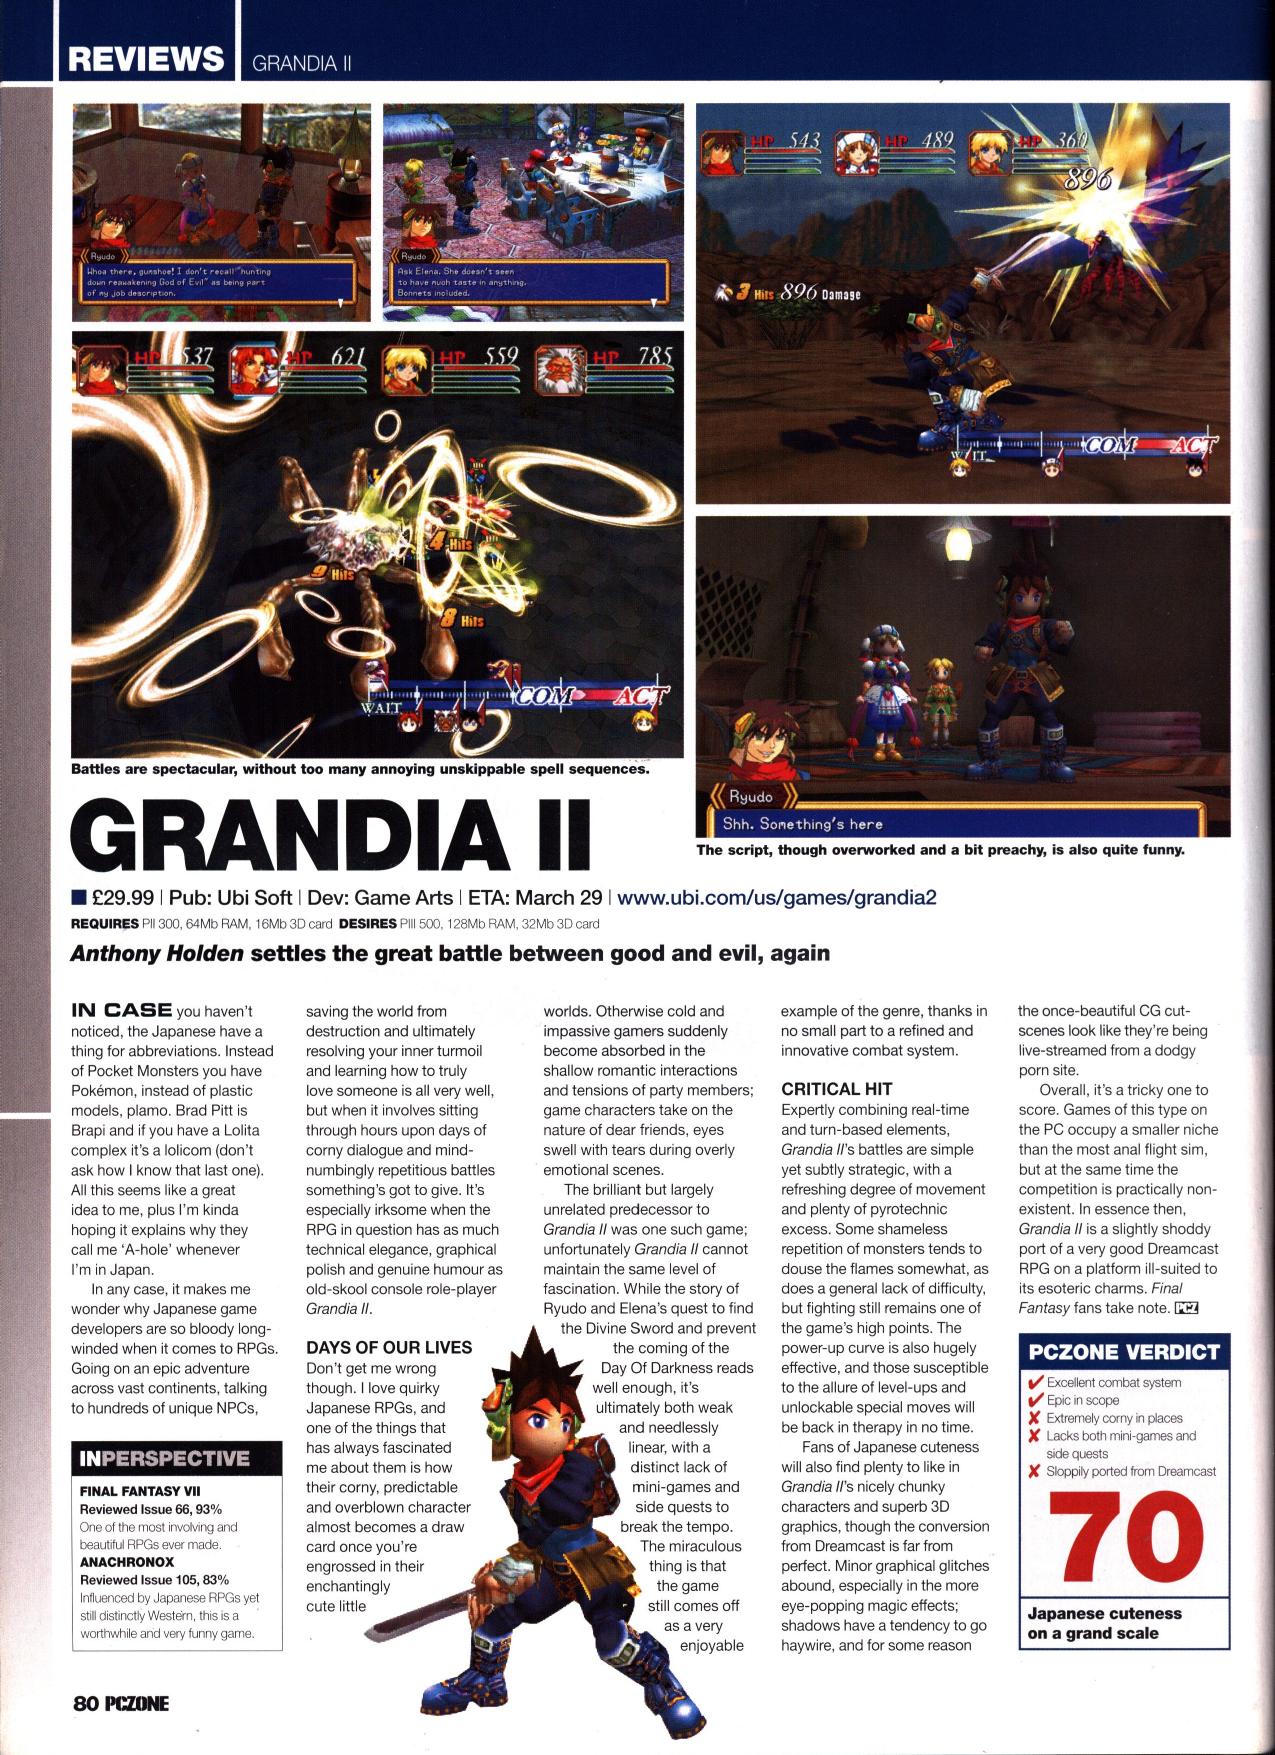 REVIEWS
GRANDIA II
Ryudo
Whoa there, gumshoe! I don't recall "hunting
down reawakening God of Evil" as being part
of my job description.
Ryudo
Ask Elena. She doesn't seem
to have much taste in anything.
Bonnets included.
HP 543 HP 489 HP 360
896
3 Hits 896 Damage
WAIT COM ACT
HP 537 HP 621 HP 559 HP 785
4 Hits
9 Hits
8 Hits
WAIT COM ACT
Battles are spectacular, without too many annoying unskippable spell sequences.
Ryudo
Shh. Something's here
The script, though overworked and a bit preachy, is also quite funny.
GRANDIA II
£29.99 | Pub: Ubi Soft | Dev: Game Arts | ETA: March 29 | www.ubi.com/us/games/grandia2
REQUIRES PII 300, 64Mb RAM, 16Mb 3D card DESIRES PIII 500, 128Mb RAM, 32Mb 3D card
Anthony Holden settles the great battle between good and evil, again
IN CASE you haven't
noticed, the Japanese have a
thing for abbreviations. Instead
of Pocket Monsters you have
Pokémon, instead of plastic
models, plamo. Brad Pitt is
Brapi and if you have a Lolita
complex it's a lolicom (don't
ask how I know that last one).
All this seems like a great
idea to me, plus I'm kinda
hoping it explains why they
call me 'A-hole' whenever
I'm in Japan.
In any case, it makes me
wonder why Japanese game
developers are so bloody long-
winded when it comes to RPGs.
Going on an epic adventure
across vast continents, talking
to hundreds of unique NPCs,
INPERSPECTIVE
FINAL FANTASY VII
Reviewed Issue 66, 93%
One of the most involving and
beautiful RPGs ever made.
ANACHRONOX
Reviewed Issue 105, 83%
Influenced by Japanese RPGs yet
still distinctly Western, this is a
worthwhile and very funny game.
saving the world from
destruction and ultimately
resolving your inner turmoil
and learning how to truly
love someone is all very well,
but when it involves sitting
through hours upon days of
corny dialogue and mind-
numbingly repetitious battles
something's got to give. It's
especially irksome when the
RPG in question has as much
technical elegance, graphical
polish and genuine humour as
old-skool console role-player
Grandia II.
DAYS OF OUR LIVES
Don't get me wrong
though. I love quirky
Japanese RPGs, and
one of the things that
has always fascinated
me about them is how
their corny, predictable
and overblown character
almost becomes a draw
card once you're
engrossed in their
enchantingly
cute little
worlds. Otherwise cold and
impassive gamers suddenly
become absorbed in the
shallow romantic interactions
and tensions of party members;
game characters take on the
nature of dear friends, eyes
swell with tears during overly
emotional scenes.
The brilliant but largely
unrelated predecessor to
Grandia II was one such game;
unfortunately Grandia II cannot
maintain the same level of
fascination. While the story of
Ryudo and Elena's quest to find
the Divine Sword and prevent
the coming of the
Day Of Darkness reads
well enough, it's
ultimately both weak
and needlessly
linear, with a
distinct lack of
mini-games and
side quests to
break the tempo.
The miraculous
thing is that
the game
still comes off
as a very
enjoyable
example of the genre, thanks in
no small part to a refined and
innovative combat system.
CRITICAL HIT
Expertly combining real-time
and turn-based elements,
Grandia II's battles are simple
yet subtly strategic, with a
refreshing degree of movement
and plenty of pyrotechnic
excess. Some shameless
repetition of monsters tends to
douse the flames somewhat, as
does a general lack of difficulty,
but fighting still remains one of
the game's high points. The
power-up curve is also hugely
effective, and those susceptible
to the allure of level-ups and
unlockable special moves will
be back in therapy in no time.
Fans of Japanese cuteness
will also find plenty to like in
Grandia II's nicely chunky
characters and superb 3D
graphics, though the conversion
from Dreamcast is far from
perfect. Minor graphical glitches
abound, especially in the more
eye-popping magic effects;
shadows have a tendency to go
haywire, and for some reason
the once-beautiful CG cut-
scenes look like they're being
live-streamed from a dodgy
porn site.
Overall, it's a tricky one to
score. Games of this type on
the PC occupy a smaller niche
than the most anal flight sim,
but at the same time the
competition is practically non-
existent. In essence then,
Grandia II is a slightly shoddy
port of a very good Dreamcast
RPG on a platform ill-suited to
its esoteric charms. Final
Fantasy fans take note. PCZ
PCZONE VERDICT
✔ Excellent combat system
✔ Epic in scope
✘ Extremely corny in places
✘ Lacks both mini-games and
side quests
✘ Sloppily ported from Dreamcast
70
Japanese cuteness
on a grand scale
80 PCZONE